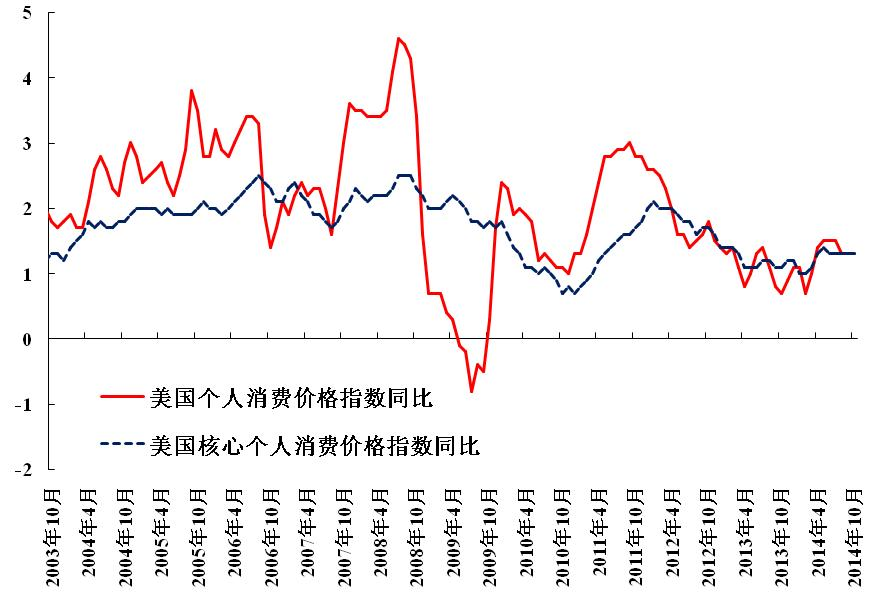 5
4
3
2
1
0
-1
-2
美国个人消费价格指数同比
美国核心个人消费价格指数同比
2003年10月
2004年4月
2004年10月
2005年4月
2005年10月
2006年4月
2006年10月
2007年4月
2007年10月
2008年4月
2008年10月
2009年4月
2009年10月
2010年4月
2010年10月
2011年4月
2011年10月
2012年4月
2012年10月
2013年4月
2013年10月
2014年4月
2014年10月